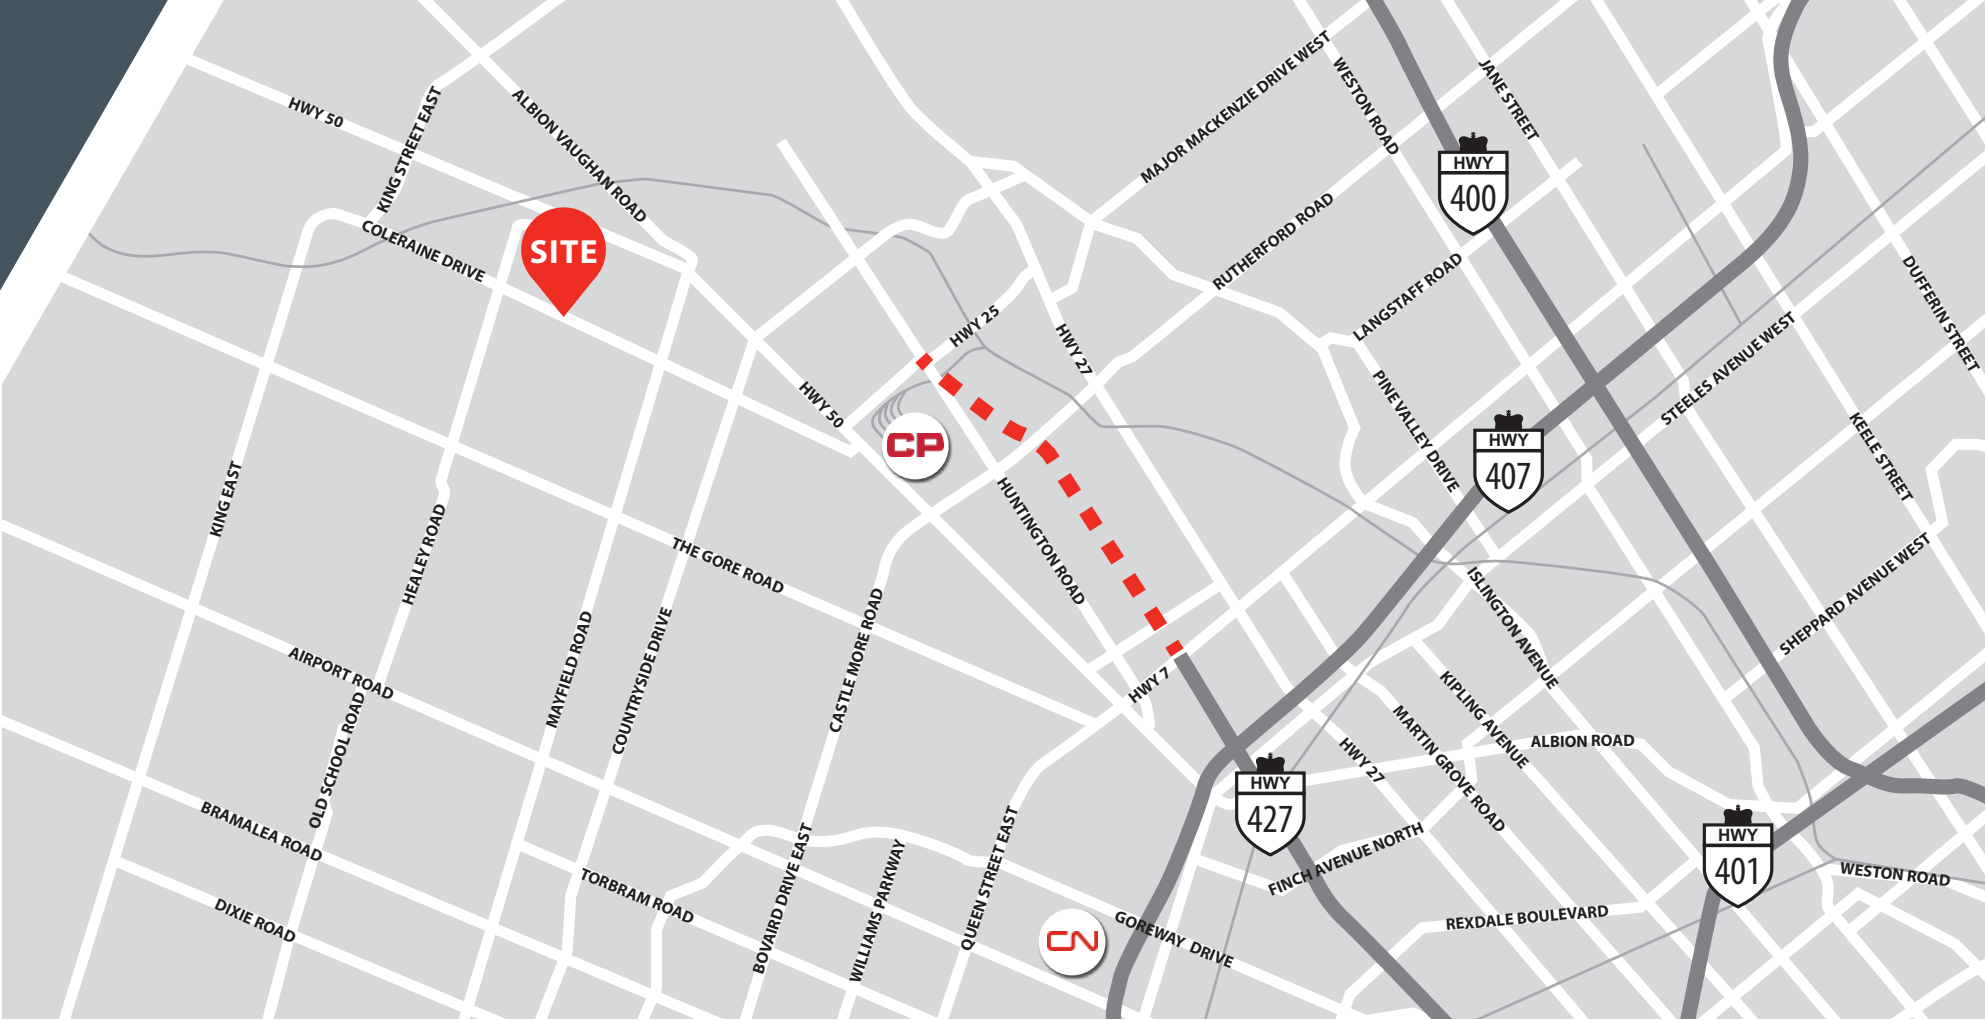 HWY 50
KING STREET EAST
ALBION VAUGHAN ROAD
COLERAINE DRIVE
SITE
MAJOR MACKENZIE DRIVE WEST
WESTON ROAD
JANE STREET
HWY
400
RUTHERFORD ROAD
LANGSTAFF ROAD
DUFFERIN STREET
HWY 25
HWY 27
STEELES AVENUE WEST
HWY 50
PINE VALLEY DRIVE
KEELE STREET
CP
HWY
407
KING EAST
HEALEY ROAD
HUNTINGTON ROAD
THE GORE ROAD
SHEPPARD AVENUE WEST
ISLINGTON AVENUE
CASTLE MORE ROAD
MAYFIELD ROAD
COUNTRYSIDE DRIVE
AIRPORT ROAD
HWY 7
KIPLING AVENUE
MARTIN GROVE ROAD
OLD SCHOOL ROAD
HWY 27
ALBION ROAD
HWY
427
BRAMALEA ROAD
FINCH AVENUE NORTH
HWY
401
WESTON ROAD
TORBRAM ROAD
BOVAIRD DRIVE EAST
WILLIAMS PARKWAY
QUEEN STREET EAST
DIXIE ROAD
CN
GOREWAY DRIVE
REXDALE BOULEVARD